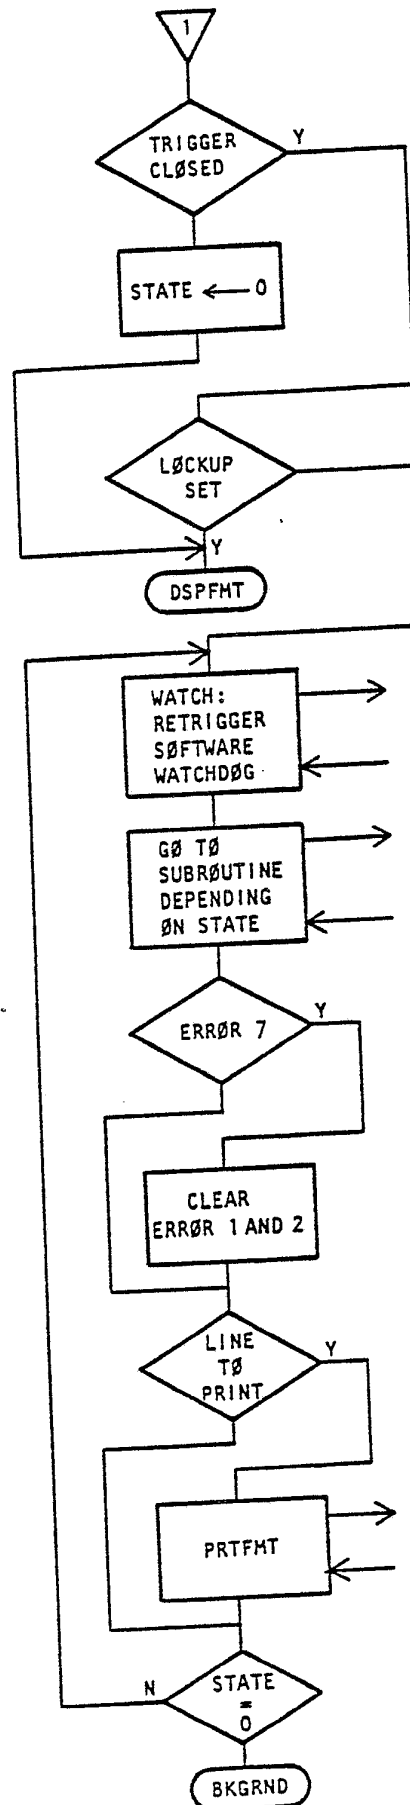 1
TRIGGER
CLØSED
Y
STATE ← 0
LØCKUP
SET
Y
DSPFMT
WATCH:
RETRIGGER
SØFTWARE
WATCHDØG
GØ TØ
SUBRØUTINE
DEPENDING
ØN STATE
ERRØR 7
Y
CLEAR
ERRØR 1 AND 2
LINE
TØ
PRINT
Y
PRTFMT
N
STATE
=
0
BKGRND